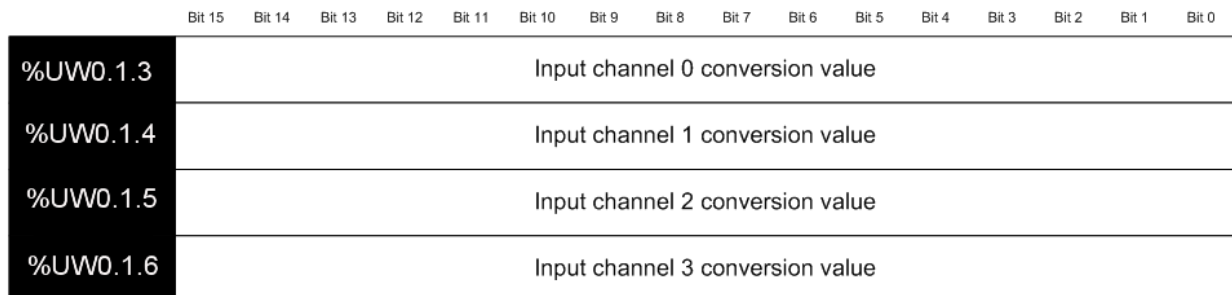 Bit 15 Bit 14 Bit 13 Bit 12 Bit 11 Bit 10 Bit 9 Bit 8 Bit 7 Bit 6 Bit 5 Bit 4 Bit 3 Bit 2 Bit 1 Bit 0
%UW0.1.3 Input channel 0 conversion value
%UW0.1.4 Input channel 1 conversion value
%UW0.1.5 Input channel 2 conversion value
%UW0.1.6 Input channel 3 conversion value